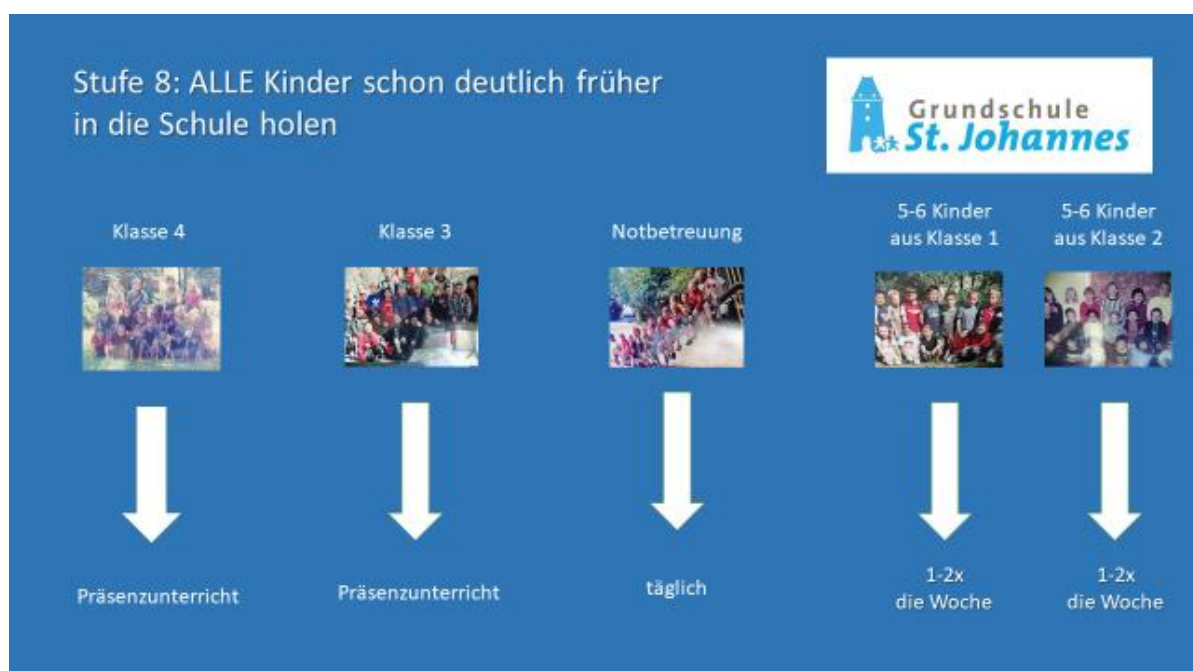 Stufe 8: ALLE Kinder schon deutlich früher
in die Schule holen
Grundschule
St. Johannes
Klasse 4
Klasse 3
Notbetreuung
5-6 Kinder
aus Klasse 1
5-6 Kinder
aus Klasse 2
Präsenzunterricht
Präsenzunterricht
täglich
1-2x
die Woche
1-2x
die Woche